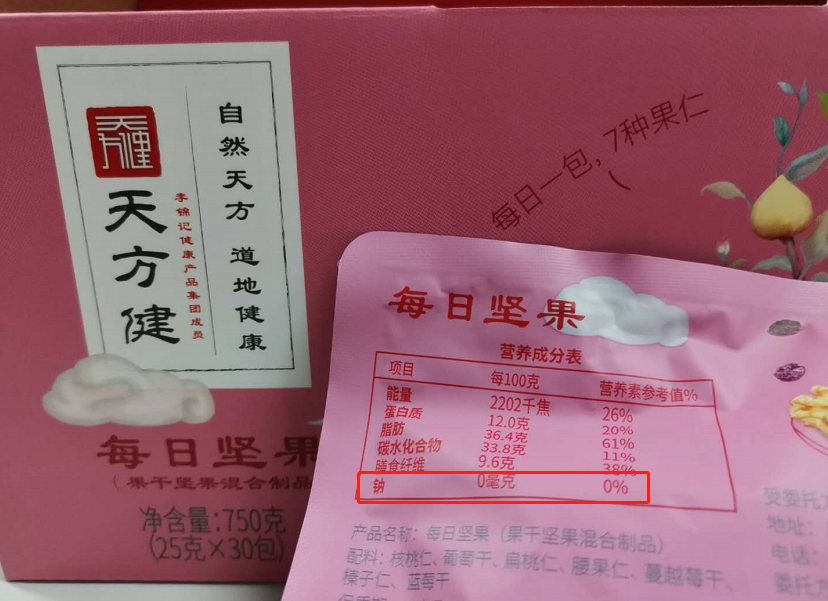 天方健
李锦记健康产品集团成员
自然天方 道地健康
每日一包,7种果仁
每日坚果
(果干坚果混合制品
净含量:750克
(25克×30包)
每日坚果
营养成分表
项目 每100克 营养素参考值%
能量 2202千焦 26%
蛋白质 12.0克 20%
脂肪 36.4克 61%
碳水化合物 33.8克 11%
膳食纤维 9.6克 38%
钠 0毫克 0%
产品名称:每日坚果(果干坚果混合制品)
配料:核桃仁、葡萄干、扁桃仁、腰果仁、蔓越莓干、
榛子仁、蓝莓干
受委托方
地址:
电话:
委托方